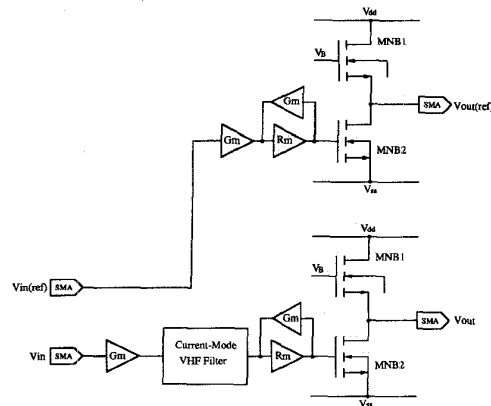 Vdd
MNB1
VB
Gm
SMA
Vout(ref)
Gm
Rm
MNB2
Vss
Vdd
MNB1
VB
Vin(ref)
SMA
Gm
SMA
Vout
Vin
SMA
Gm
Current-Mode
VHF Filter
Rm
MNB2
Vss